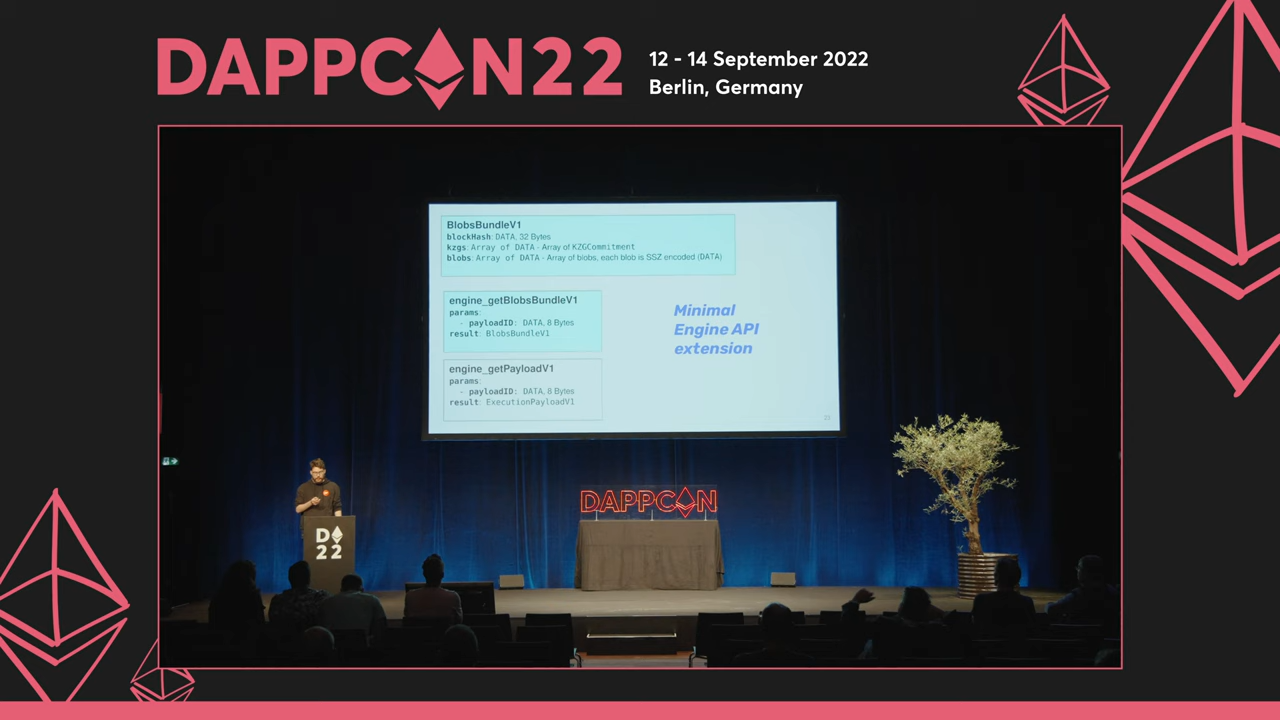 DAPPCON22
12 - 14 September 2022
Berlin, Germany
BlobsBundleV1
blockHash: DATA, 32 Bytes
kzgs: Array of DATA - Array of KZGCommitment
blobs: Array of DATA - Array of blobs, each blob is SSZ encoded (DATA)
engine_getBlobsBundleV1
params:
- payloadID: DATA, 8 Bytes
result: BlobsBundleV1
Minimal
Engine API
extension
engine_getPayloadV1
params:
- payloadID: DATA, 8 Bytes
result: ExecutionPayloadV1
DAPPCON
D
22